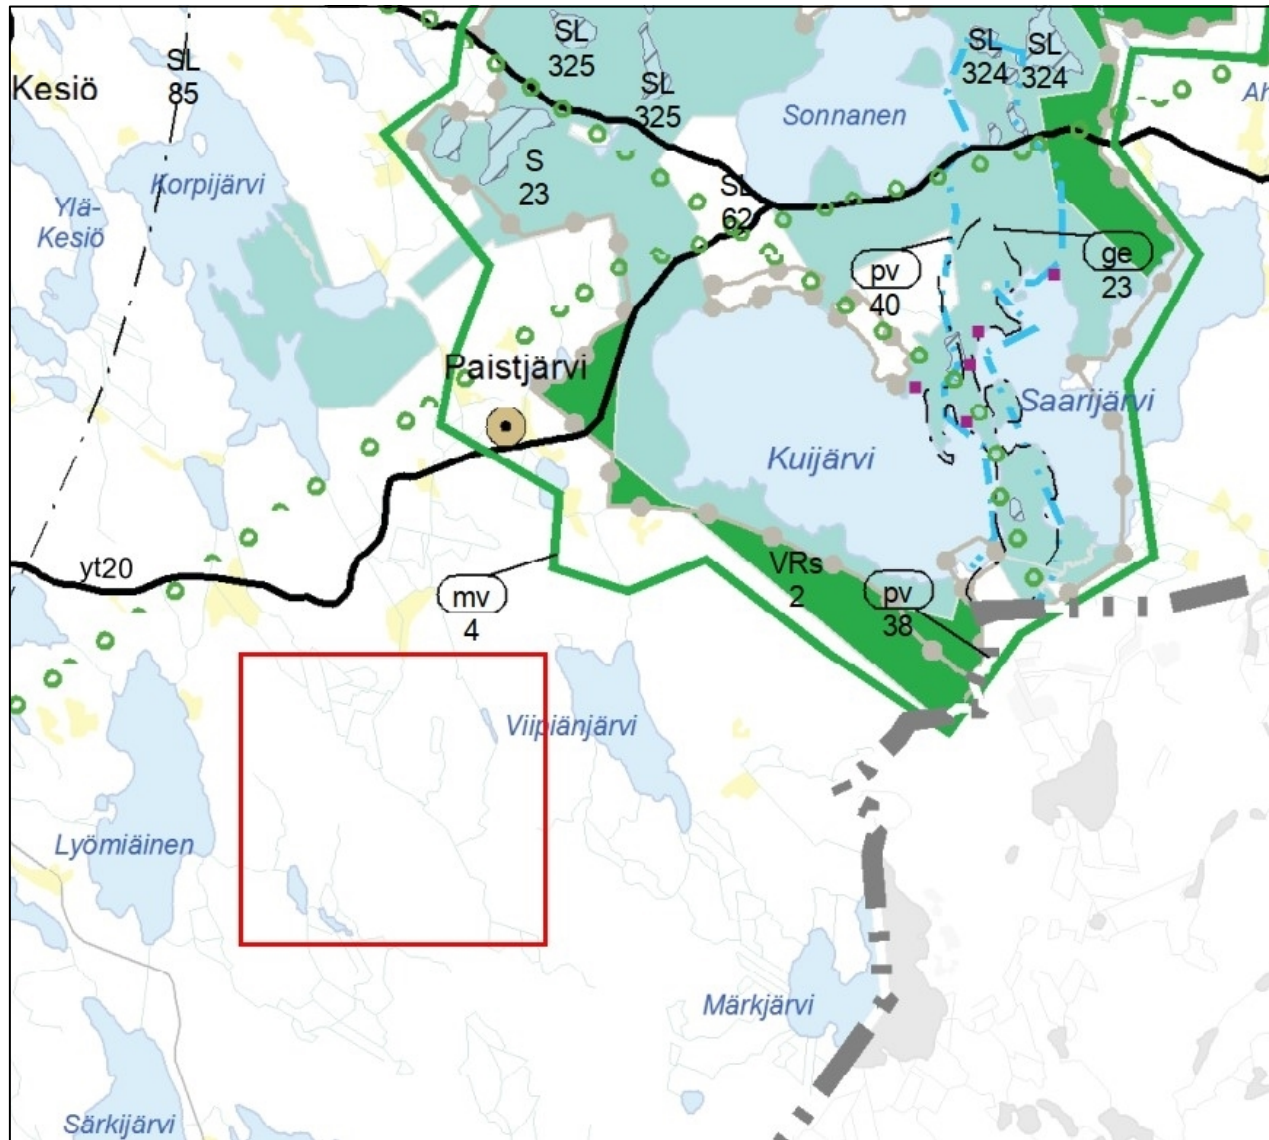 SL
325
SL
325
SL
324
SL
324
SL
85
Kesiö
Sonnanen
S
23
Korpijärvi
SL
62
Ylä-
Kesiö
pv
40
ge
23
Paistjärvi
Saarijärvi
Kuijärvi
yt20
mv
4
VRs
2
pv
38
Viipiänjärvi
Lyömiäinen
Märkjärvi
Särkijärvi